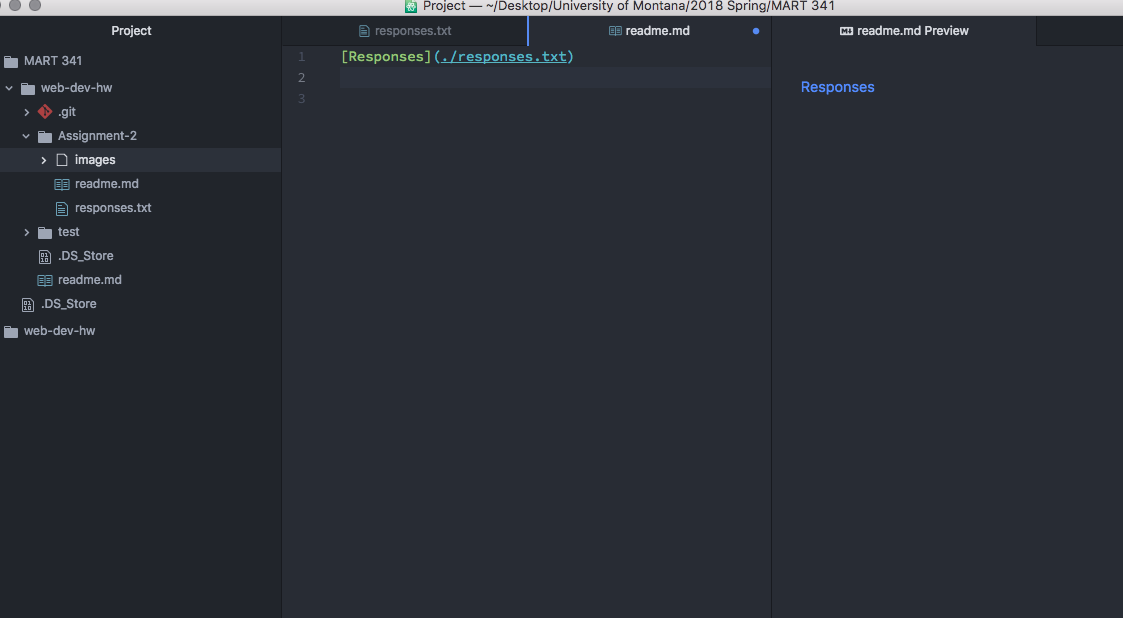 Project — ~/Desktop/University of Montana/2018 Spring/MART 341
Project
MART 341
web-dev-hw
.git
Assignment-2
images
readme.md
responses.txt
test
.DS_Store
readme.md
.DS_Store
web-dev-hw
responses.txt
readme.md
1 [Responses](./responses.txt)
2
3
readme.md Preview
Responses